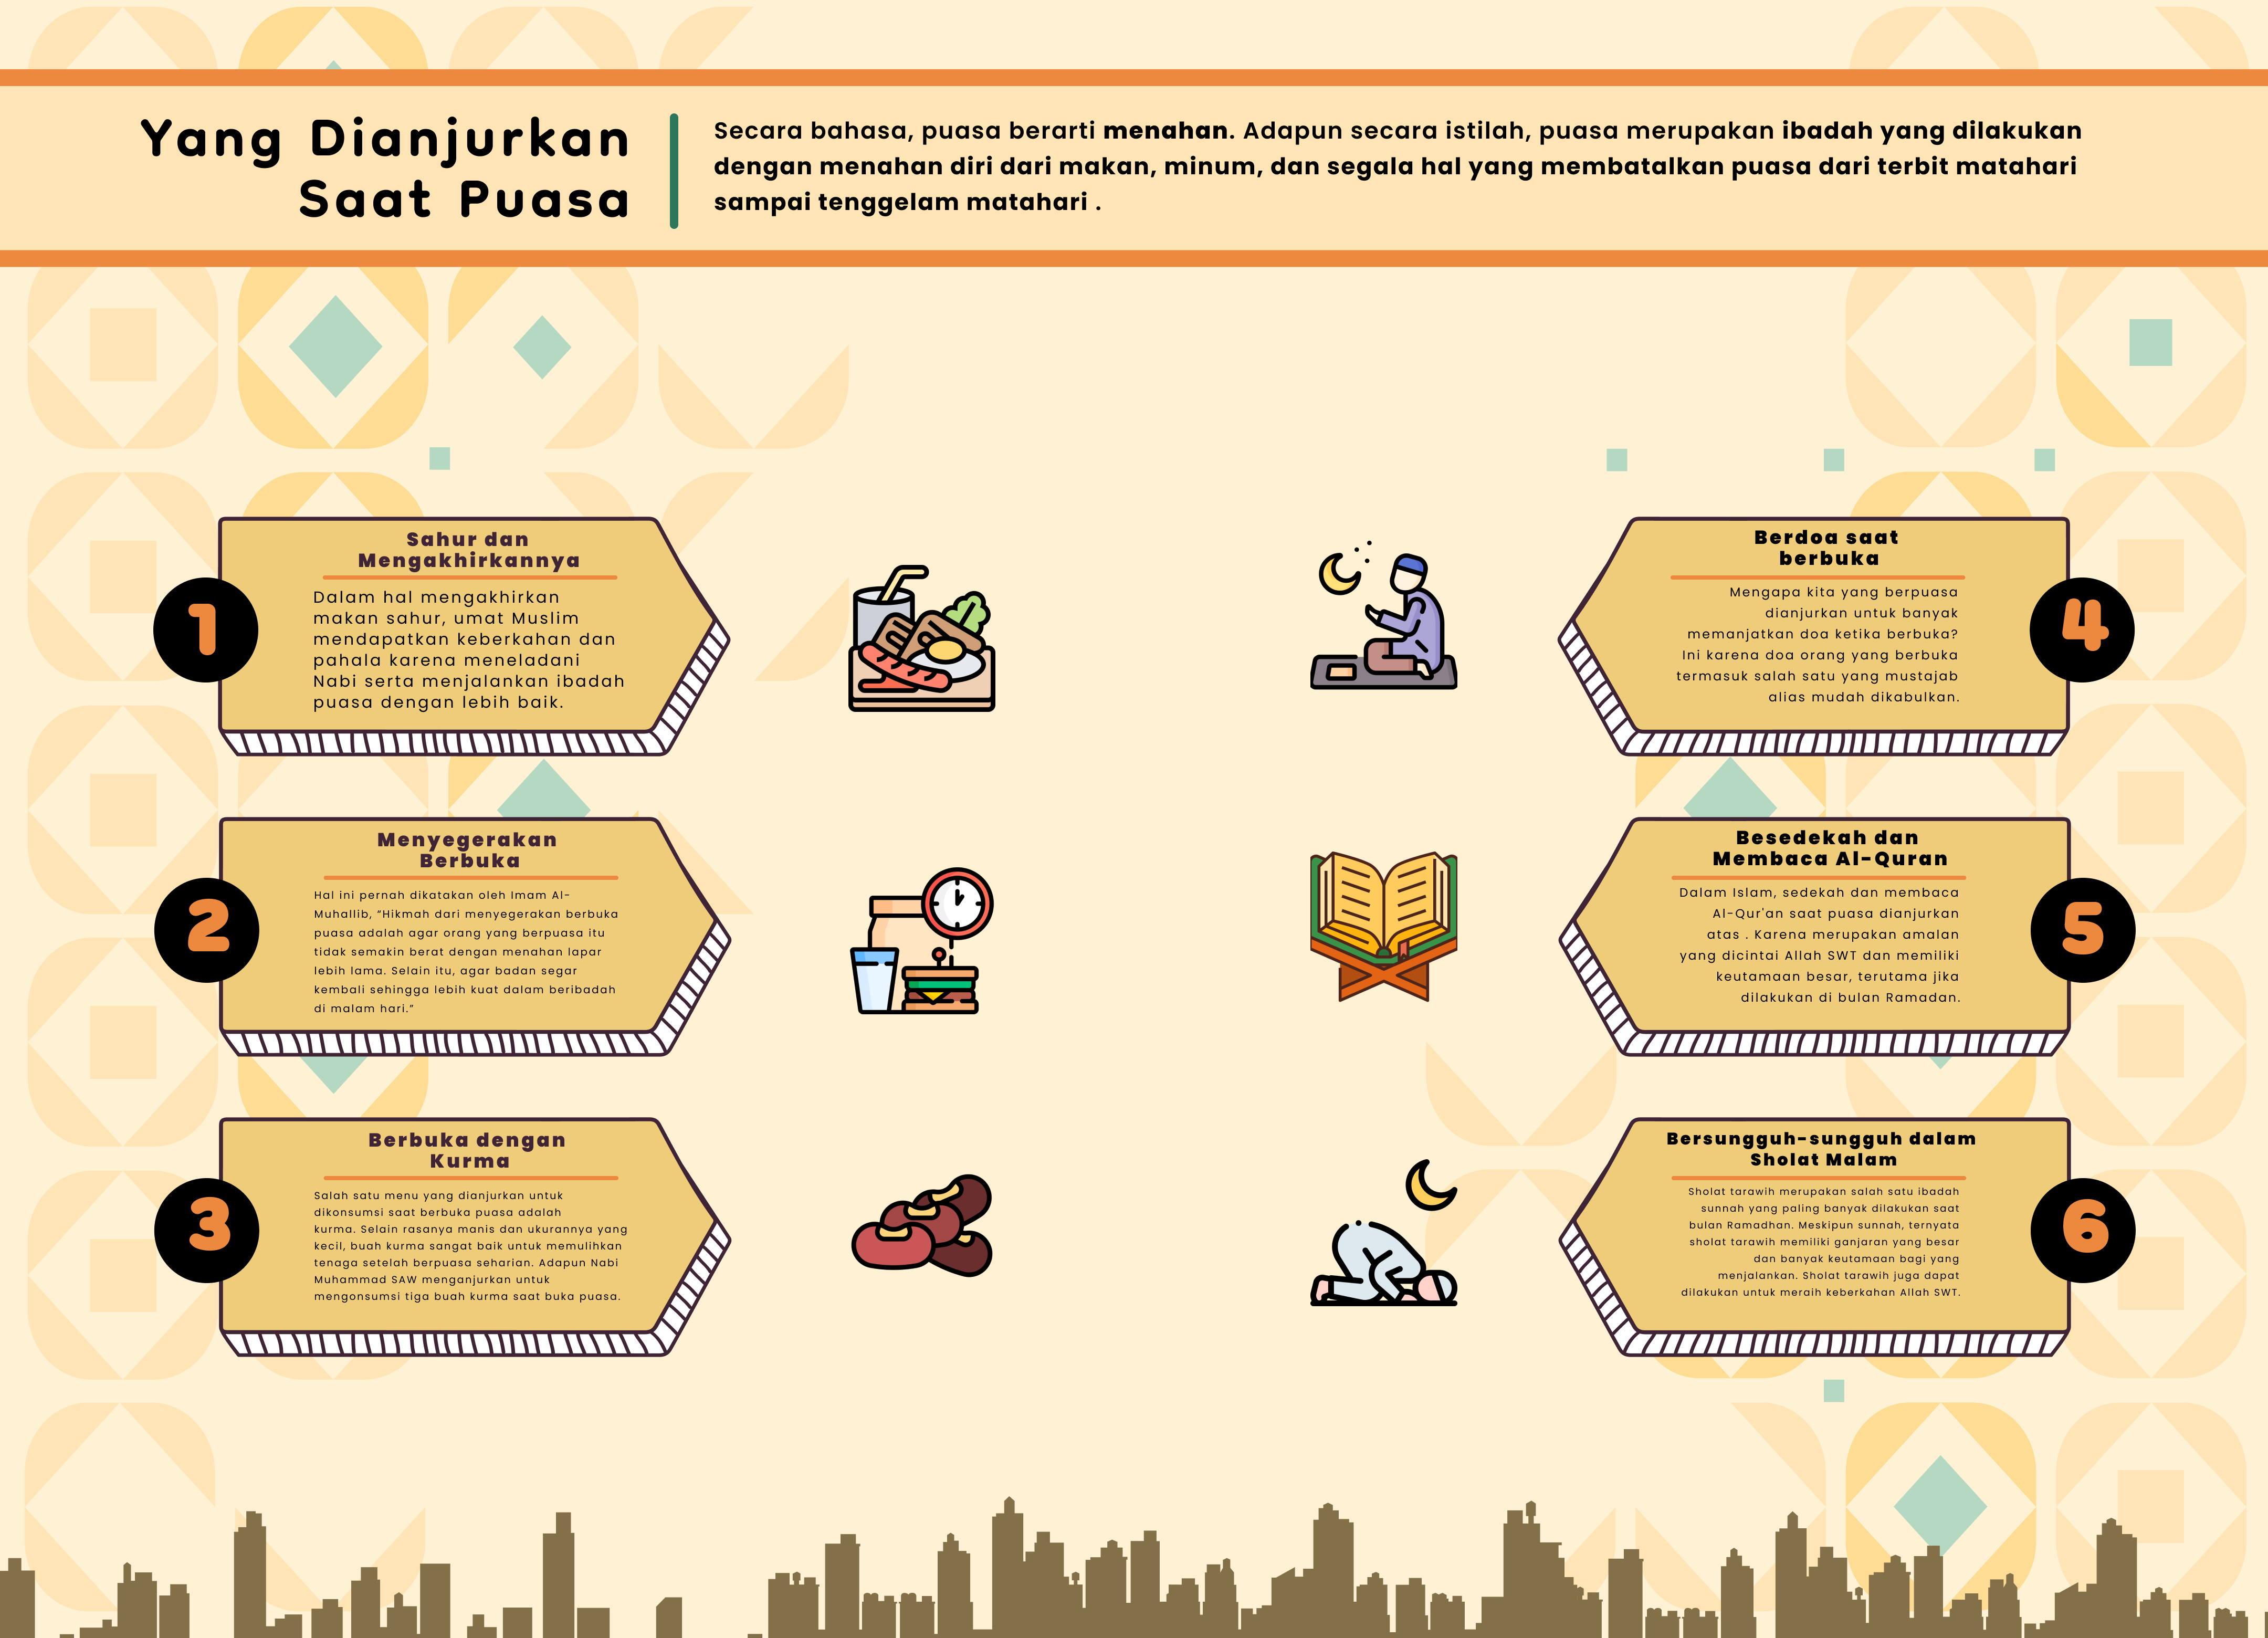 Yang Dianjurkan
Saat Puasa
Secara bahasa, puasa berarti menahan. Adapun secara istilah, puasa merupakan ibadah yang dilakukan
dengan menahan diri dari makan, minum, dan segala hal yang membatalkan puasa dari terbit matahari
sampai tenggelam matahari .
1
Sahur dan
Mengakhirkannya
Dalam hal mengakhirkan
makan sahur, umat Muslim
mendapatkan keberkahan dan
pahala karena meneladani
Nabi serta menjalankan ibadah
puasa dengan lebih baik.
2
Menyegerakan
Berbuka
Hal ini pernah dikatakan oleh Imam Al-
Muhallib, "Hikmah dari menyegerakan berbuka
puasa adalah agar orang yang berpuasa itu
tidak semakin berat dengan menahan lapar
lebih lama. Selain itu, agar badan segar
kembali sehingga lebih kuat dalam beribadah
di malam hari."
3
Berbuka dengan
Kurma
Salah satu menu yang dianjurkan untuk
dikonsumsi saat berbuka puasa adalah
kurma. Selain rasanya manis dan ukurannya yang
kecil, buah kurma sangat baik untuk memulihkan
tenaga setelah berpuasa seharian. Adapun Nabi
Muhammad SAW menganjurkan untuk
mengonsumsi tiga buah kurma saat buka puasa.
4
Berdoa saat
berbuka
Mengapa kita yang berpuasa
dianjurkan untuk banyak
memanjatkan doa ketika berbuka?
Ini karena doa orang yang berbuka
termasuk salah satu yang mustajab
alias mudah dikabulkan.
5
Besedekah dan
Membaca Al-Quran
Dalam Islam, sedekah dan membaca
Al-Qur'an saat puasa dianjurkan
atas . Karena merupakan amalan
yang dicintai Allah SWT dan memiliki
keutamaan besar, terutama jika
dilakukan di bulan Ramadan.
6
Bersungguh-sungguh dalam
Sholat Malam
Sholat tarawih merupakan salah satu ibadah
sunnah yang paling banyak dilakukan saat
bulan Ramadhan. Meskipun sunnah, ternyata
sholat tarawih memiliki ganjaran yang besar
dan banyak keutamaan bagi yang
menjalankan. Sholat tarawih juga dapat
dilakukan untuk meraih keberkahan Allah SWT.